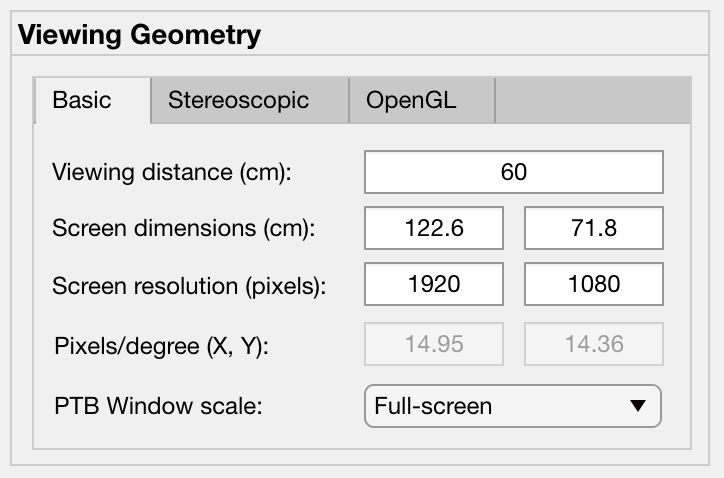 Viewing Geometry
Basic Stereoscopic OpenGL
Viewing distance (cm): 60
Screen dimensions (cm): 122.6 71.8
Screen resolution (pixels): 1920 1080
Pixels/degree (X, Y): 14.95 14.36
PTB Window scale: Full-screen